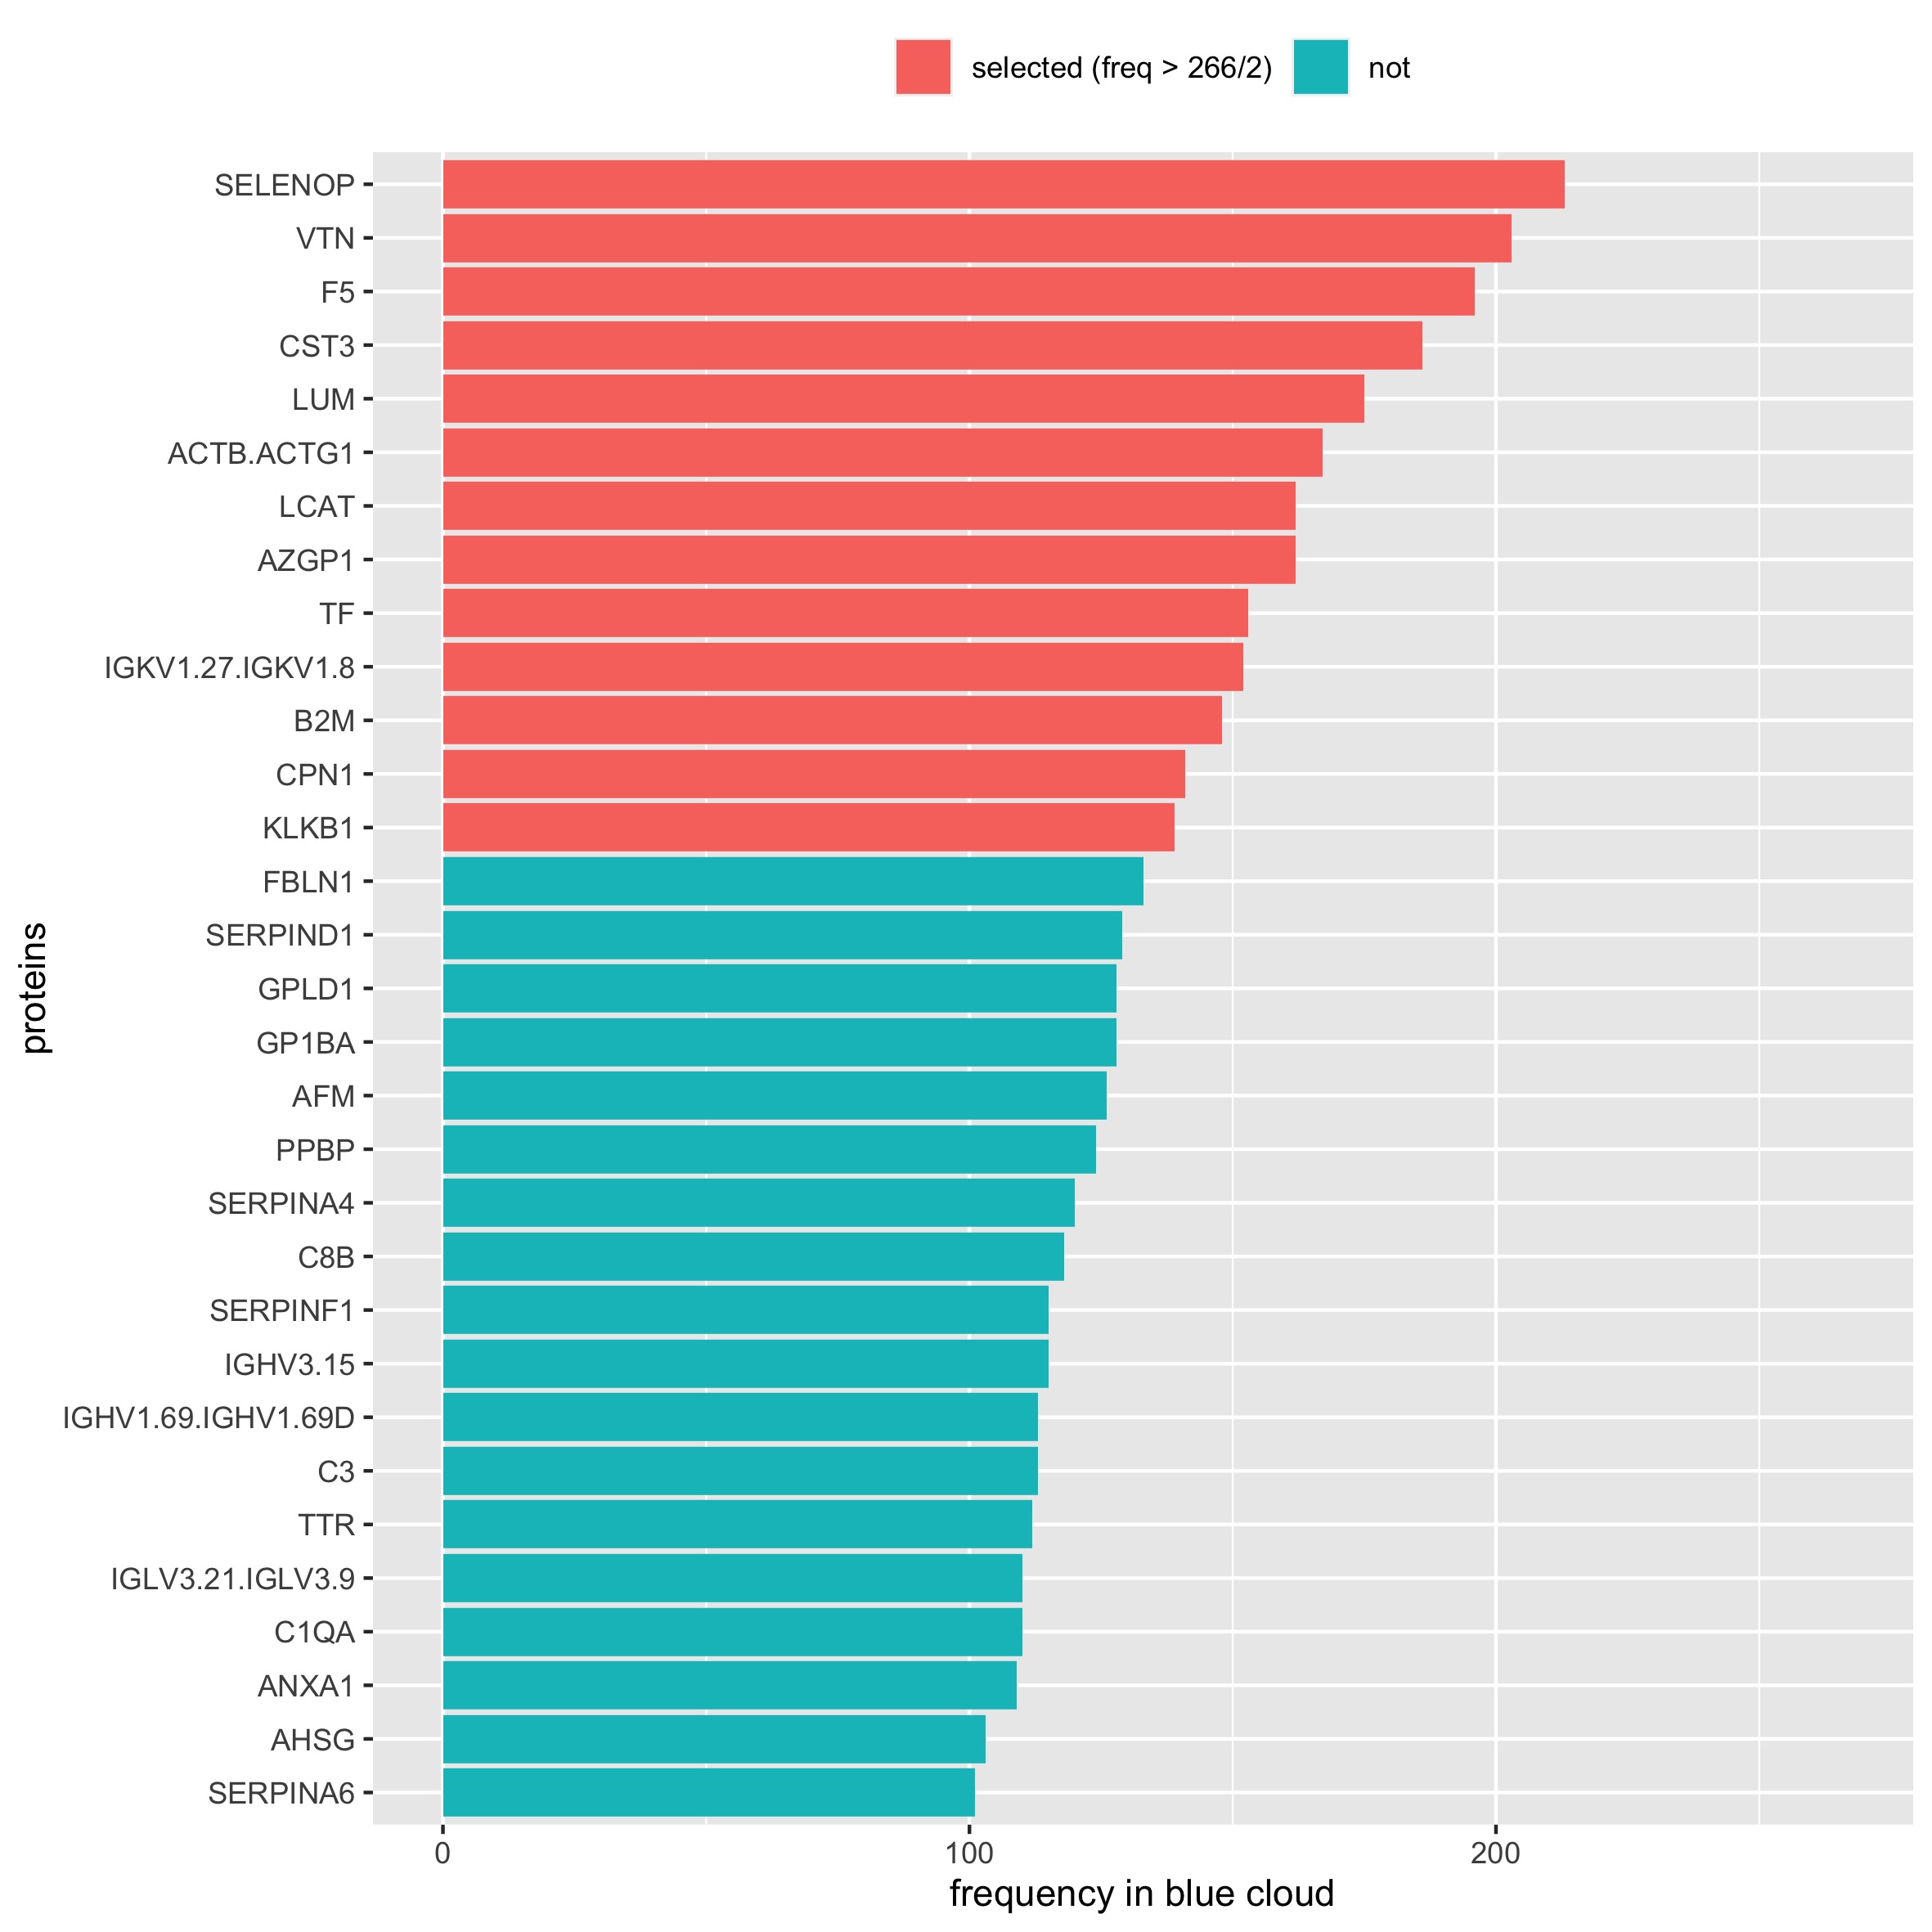 selected (freq > 266/2) not
SELENOP
VTN
F5
CST3
LUM
ACTB.ACTG1
LCAT
AZGP1
TF
IGKV1.27.IGKV1.8
B2M
CPN1
KLKB1
FBLN1
SERPIND1
GPLD1
GP1BA
AFM
PPBP
SERPINA4
C8B
SERPINF1
IGHV3.15
IGHV1.69.IGHV1.69D
C3
TTR
IGLV3.21.IGLV3.9
C1QA
ANXA1
AHSG
SERPINA6
proteins
0 100 200
frequency in blue cloud